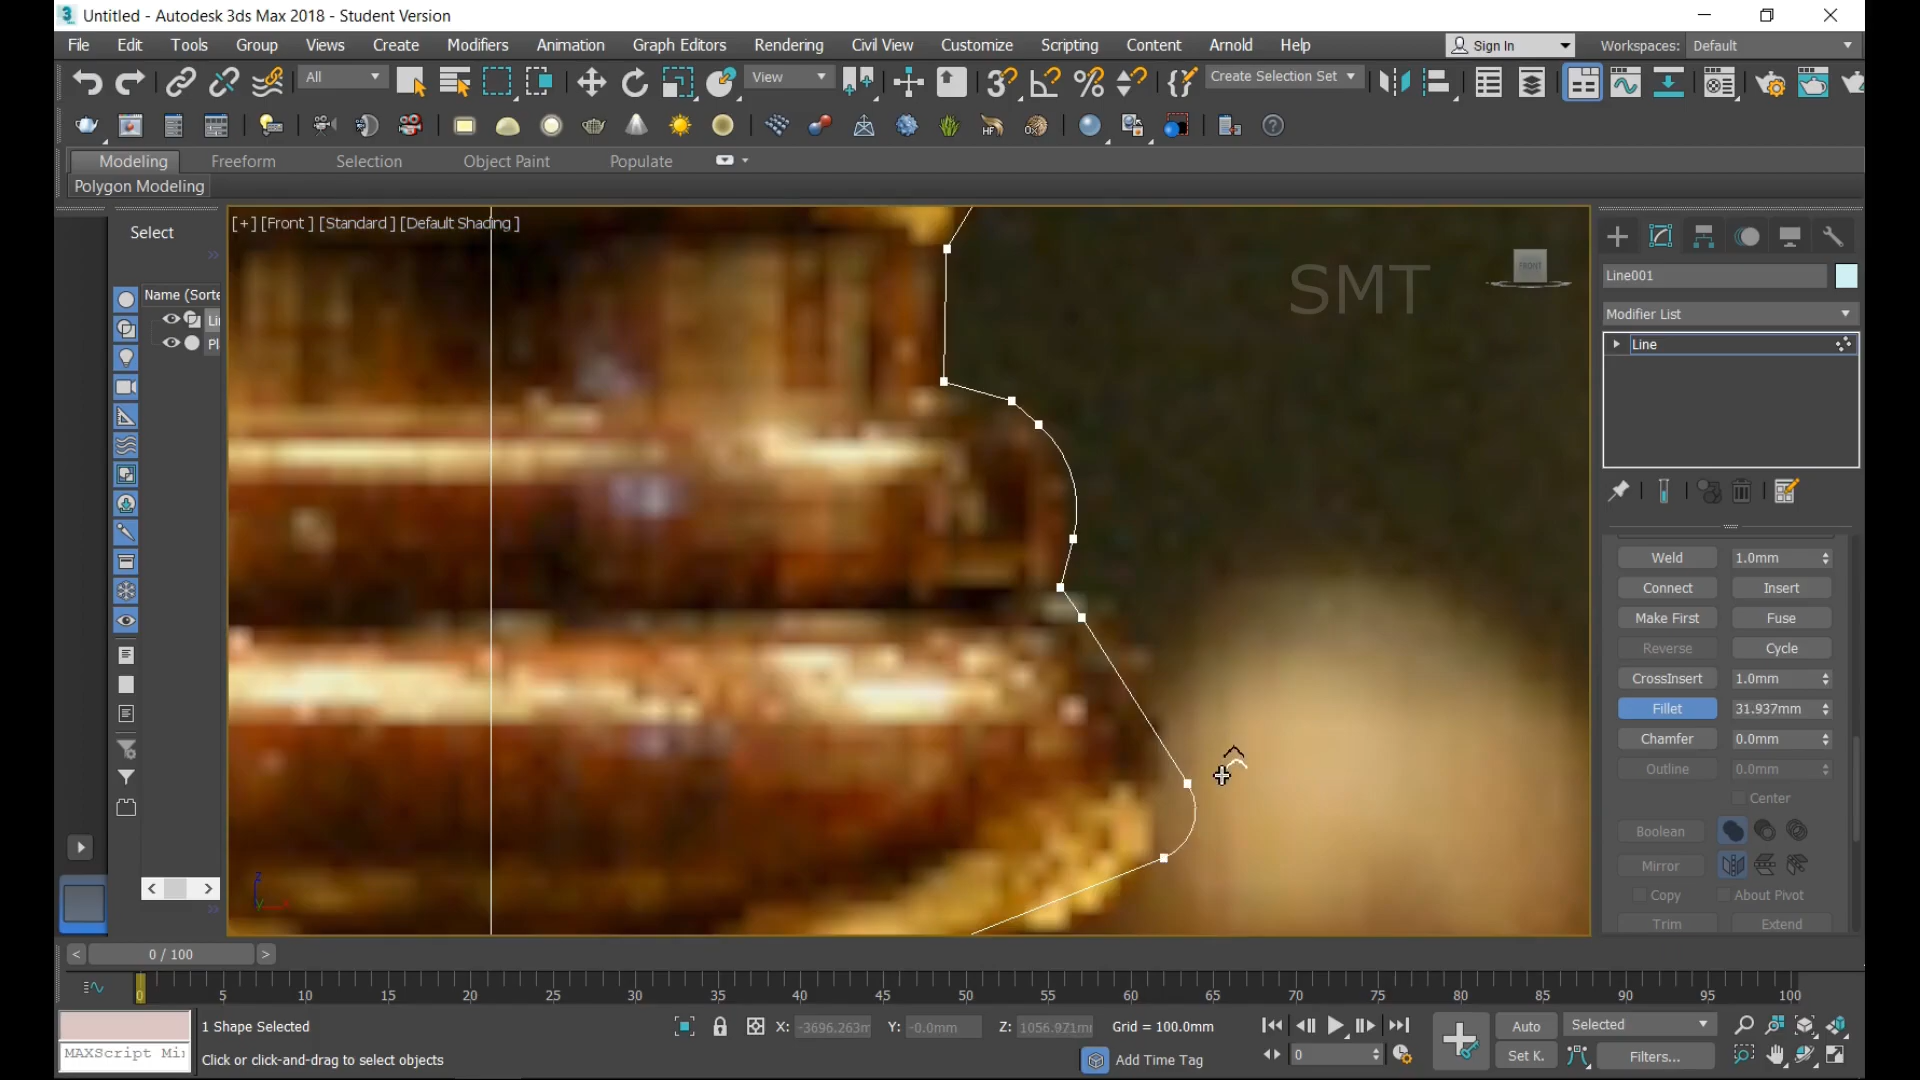 Untitled - Autodesk 3ds Max 2018 - Student Version
File Edit Tools Group Views Create Modifiers Animation Graph Editors Rendering Civil View Customize Scripting Content Arnold Help Sign In Workspaces: Default
All View Create Selection Set
Modeling Freeform Selection Object Paint Populate
Polygon Modeling
[+] [Front ] [Standard ] [Default Shading ]
SMT
FRONT
Select
Name (Sorte
Li
Pl
Line001
Modifier List
Line
Weld 1.0mm
Connect Insert
Make First Fuse
Reverse Cycle
CrossInsert 1.0mm
Fillet 31.937mm
Chamfer 0.0mm
Outline 0.0mm
Center
Boolean
Mirror
Copy About Pivot
Trim Extend
z
x
0 / 100
0 5 10 15 20 25 30 35 40 45 50 55 60 65 70 75 80 85 90 95 100
1 Shape Selected X: -3696.263m Y: -0.0mm Z: 1056.971m Grid = 100.0mm Auto Selected
MAXScript Mi Click or click-and-drag to select objects Add Time Tag 0 Set K. Filters...